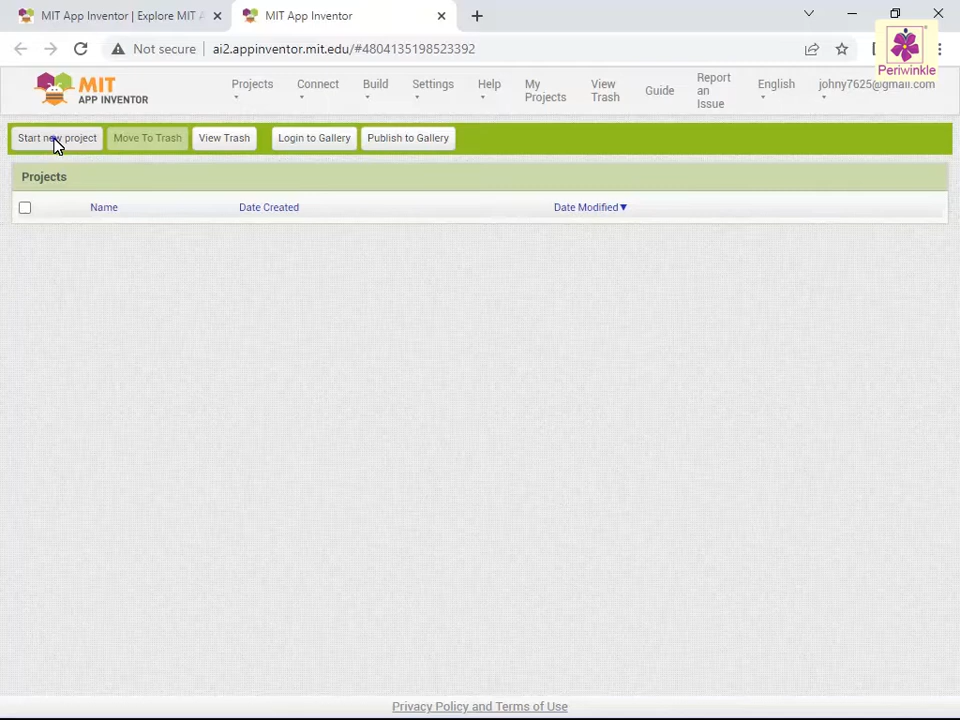 MIT App Inventor | Explore MIT A
MIT App Inventor
Not secure
ai2.appinventor.mit.edu/#4804135198523392
Periwinkle
MIT
APP INVENTOR
Projects
Connect
Build
Settings
Help
My
Projects
View
Trash
Guide
Report
an
Issue
English
johny7625@gmail.com
Start new project
Move To Trash
View Trash
Login to Gallery
Publish to Gallery
Projects
Name
Date Created
Date Modified▼
Privacy Policy and Terms of Use